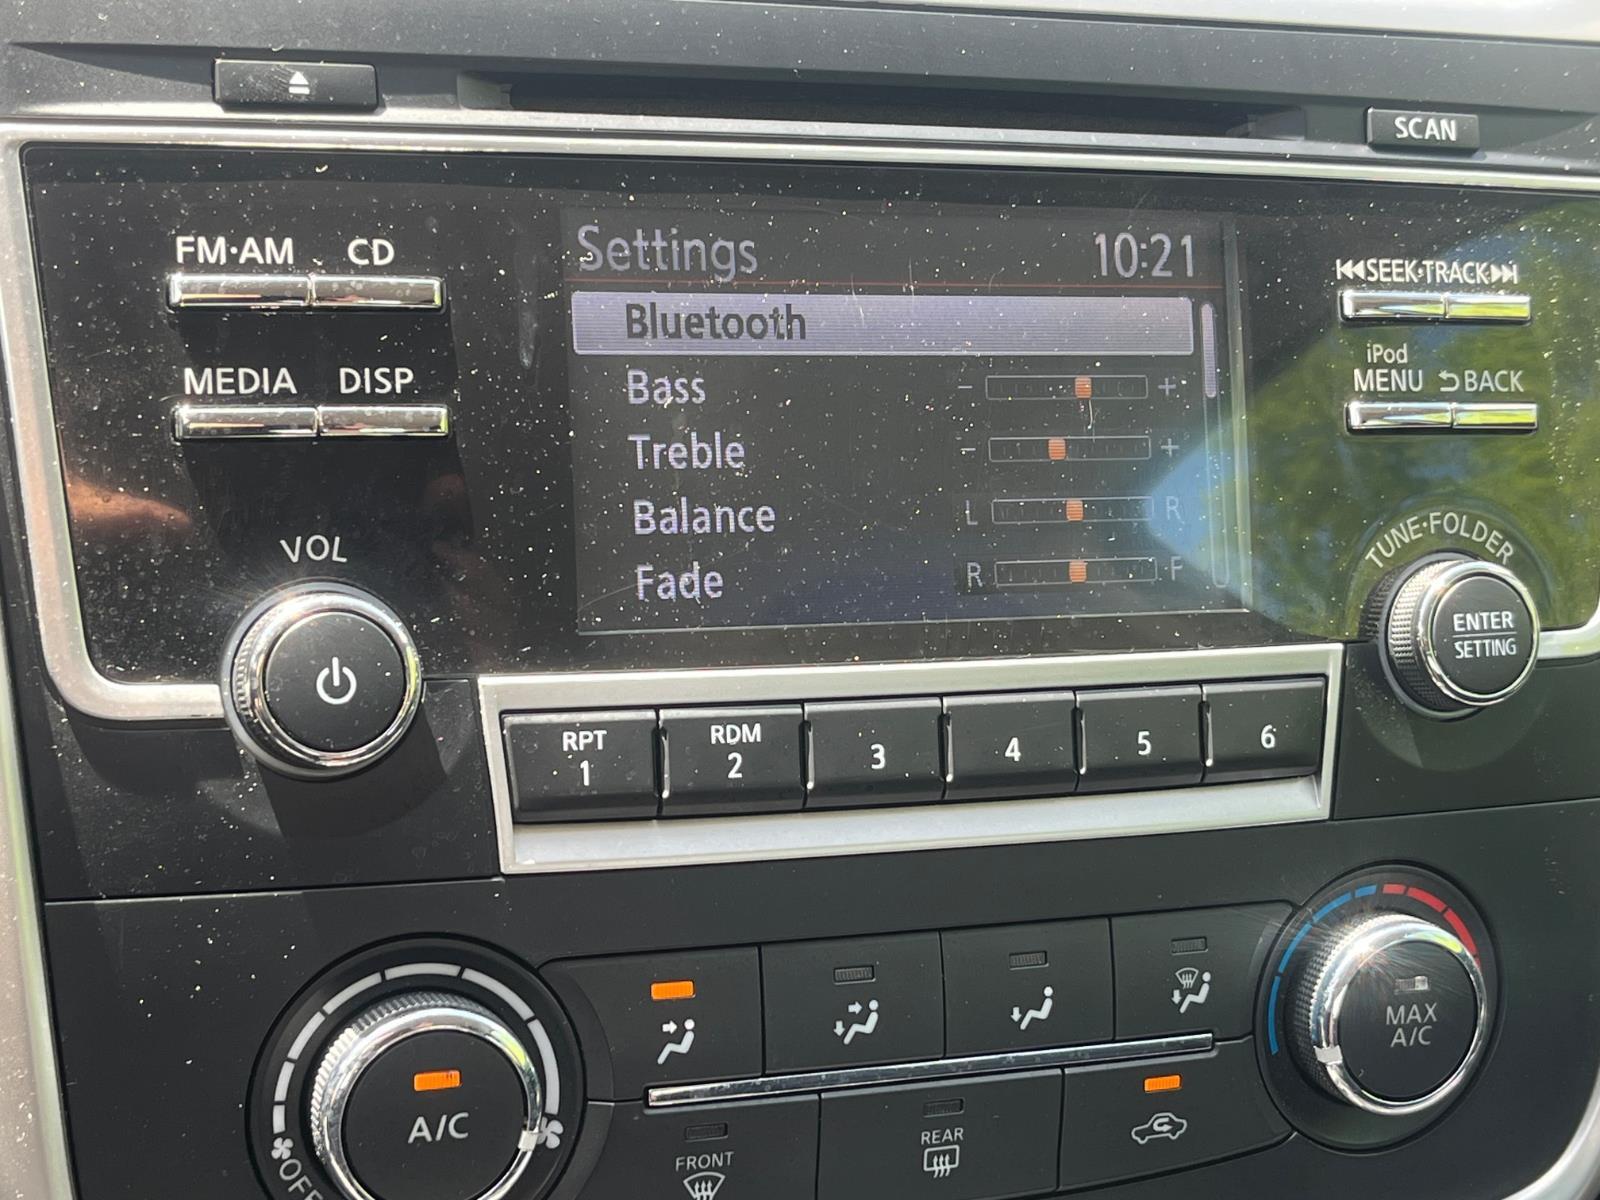 SCAN
FM·AM CD
Settings 10:21
SEEK·TRACK
Bluetooth
iPod
MEDIA DISP
MENU BACK
Bass - +
Treble - +
Balance L R
Fade R F
VOL
TUNE·FOLDER
ENTER
SETTING
RPT
1
RDM
2
3
4
5
6
MAX
A/C
A/C
OFF
FRONT
REAR